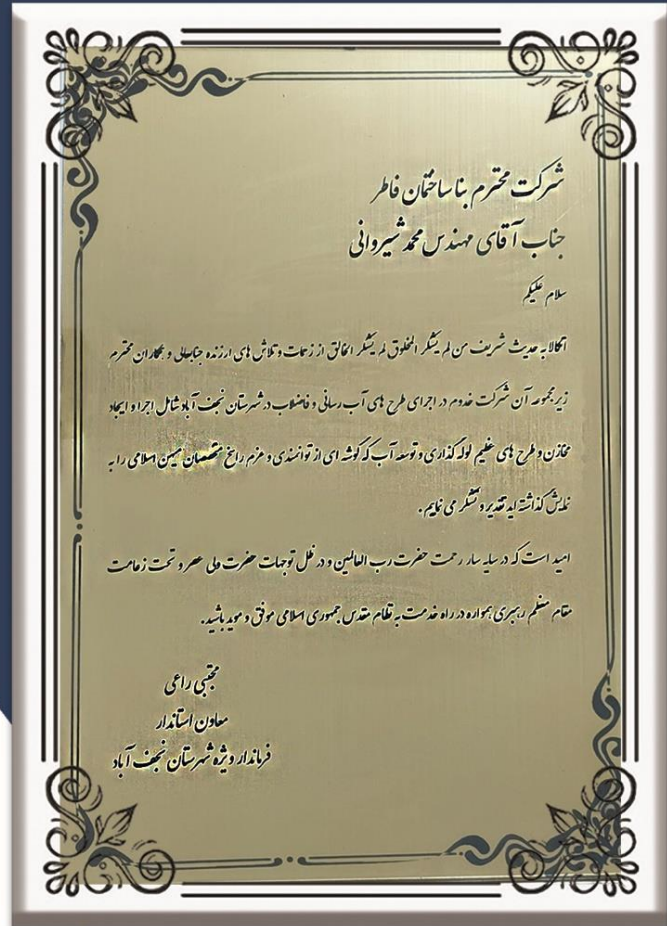 شرکت محترم بنا ساختمان فاطر
جناب آقای مهندس محمد شیروانی
سلام علیکم
اتکالا به حدیث شریف من لم یشکر المخلوق لم یشکر الخالق از زحمات و تلاش های ارزنده جنابعالی و همکاران محترم
زیرمجموعه آن شرکت خدوم در اجرای طرح های آب رسانی و فاضلاب در شهرستان نجف آباد شامل اجرا و ایجاد
مخازن و طرح های عظیم لوله گذاری و توسعه آب که گوشه ای از توانمندی و عزم راسخ متخصصان میهن اسلامی را به
نمایش گذاشته اید تقدیر و تشکر می نمایم.
امید است که در سایه سار رحمت حضرت رب العالمین و در ظل توجهات حضرت ولی عصر و تحت زعامت
مقام معظم رهبری همواره در راه خدمت به نظام مقدس جمهوری اسلامی موفق و موید باشید.
مجتبی راعی
معاون استاندار
فرماندار ویژه شهرستان نجف آباد